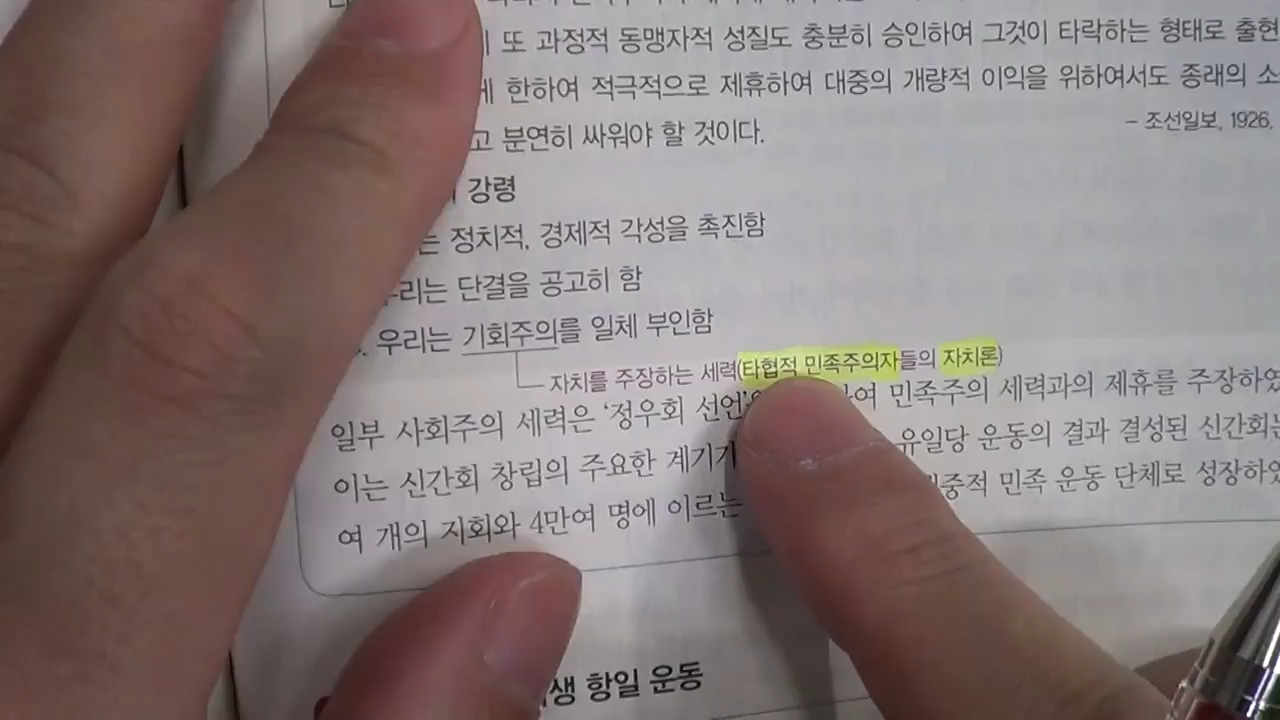 또 과정적 동맹자적 성질도 충분히 승인하여 그것이 타락하는 형태로 출현
한하여 적극적으로 제휴하여 대중의 개량적 이익을 위하여서도 종래의 소
고 분연히 싸워야 할 것이다.
- 조선일보, 1926.
강령
는 정치적, 경제적 각성을 촉진함
우리는 단결을 공고히 함
우리는 기회주의를 일체 부인함
자치를 주장하는 세력(타협적 민족주의자들의 자치론)
일부 사회주의 세력은 '정우회 선언' 여 민족주의 세력과의 제휴를 주장하였
이는 신간회 창립의 주요한 계기가 유일당 운동의 결과 결성된 신간회는
여 개의 지회와 4만여 명에 이르는 대중적 민족 운동 단체로 성장하였
생 항일 운동